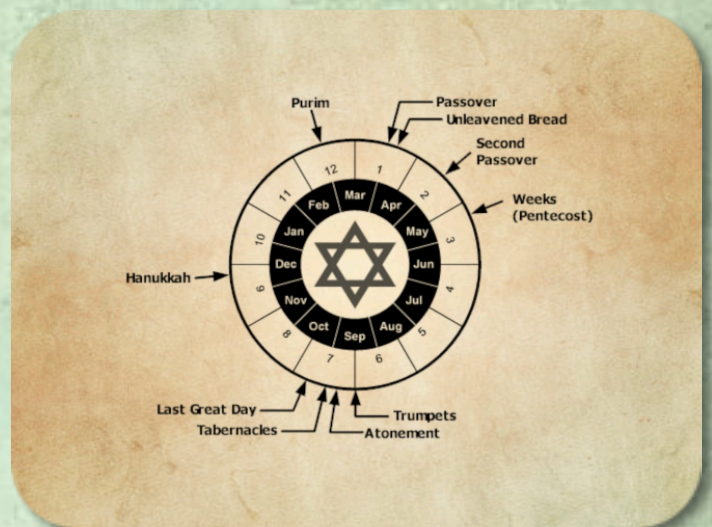 Purim
Passover
Unleavened Bread
Second
Passover
Weeks
(Pentecost)
Hanukkah
Last Great Day
Tabernacles
Trumpets
Atonement
1
2
3
4
5
6
7
8
9
10
11
12
Mar
Apr
May
Jun
Jul
Aug
Sep
Oct
Nov
Dec
Jan
Feb